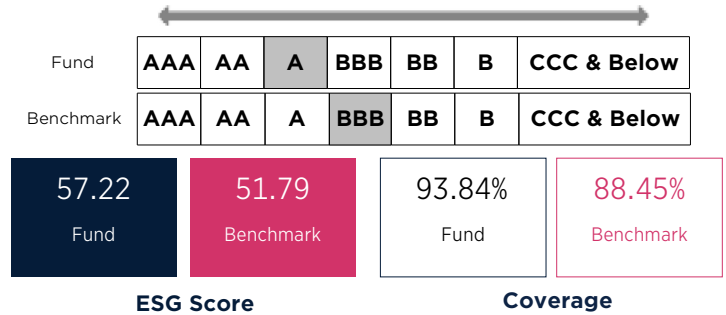 Fund AAA AA A BBB BB B CCC & Below
Benchmark AAA AA A BBB BB B CCC & Below
57.22 51.79 93.84% 88.45%
Fund Benchmark Fund Benchmark
ESG Score Coverage